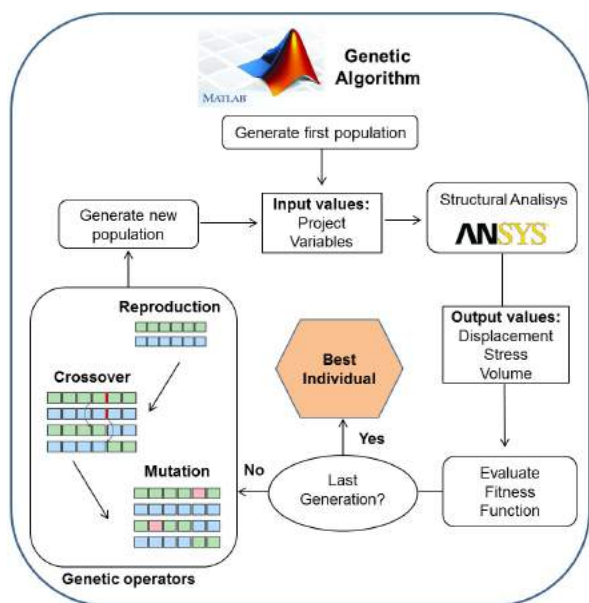 Genetic
Algorithm
MATLAB
Generate first population
Generate new
population
Input values:
Project
Variables
Structural Analisys
ANSYS
Output values:
Displacement
Stress
Volume
Evaluate
Fitness
Function
Last
Generation?
Yes
Best
Individual
No
Reproduction
Crossover
Mutation
Genetic operators